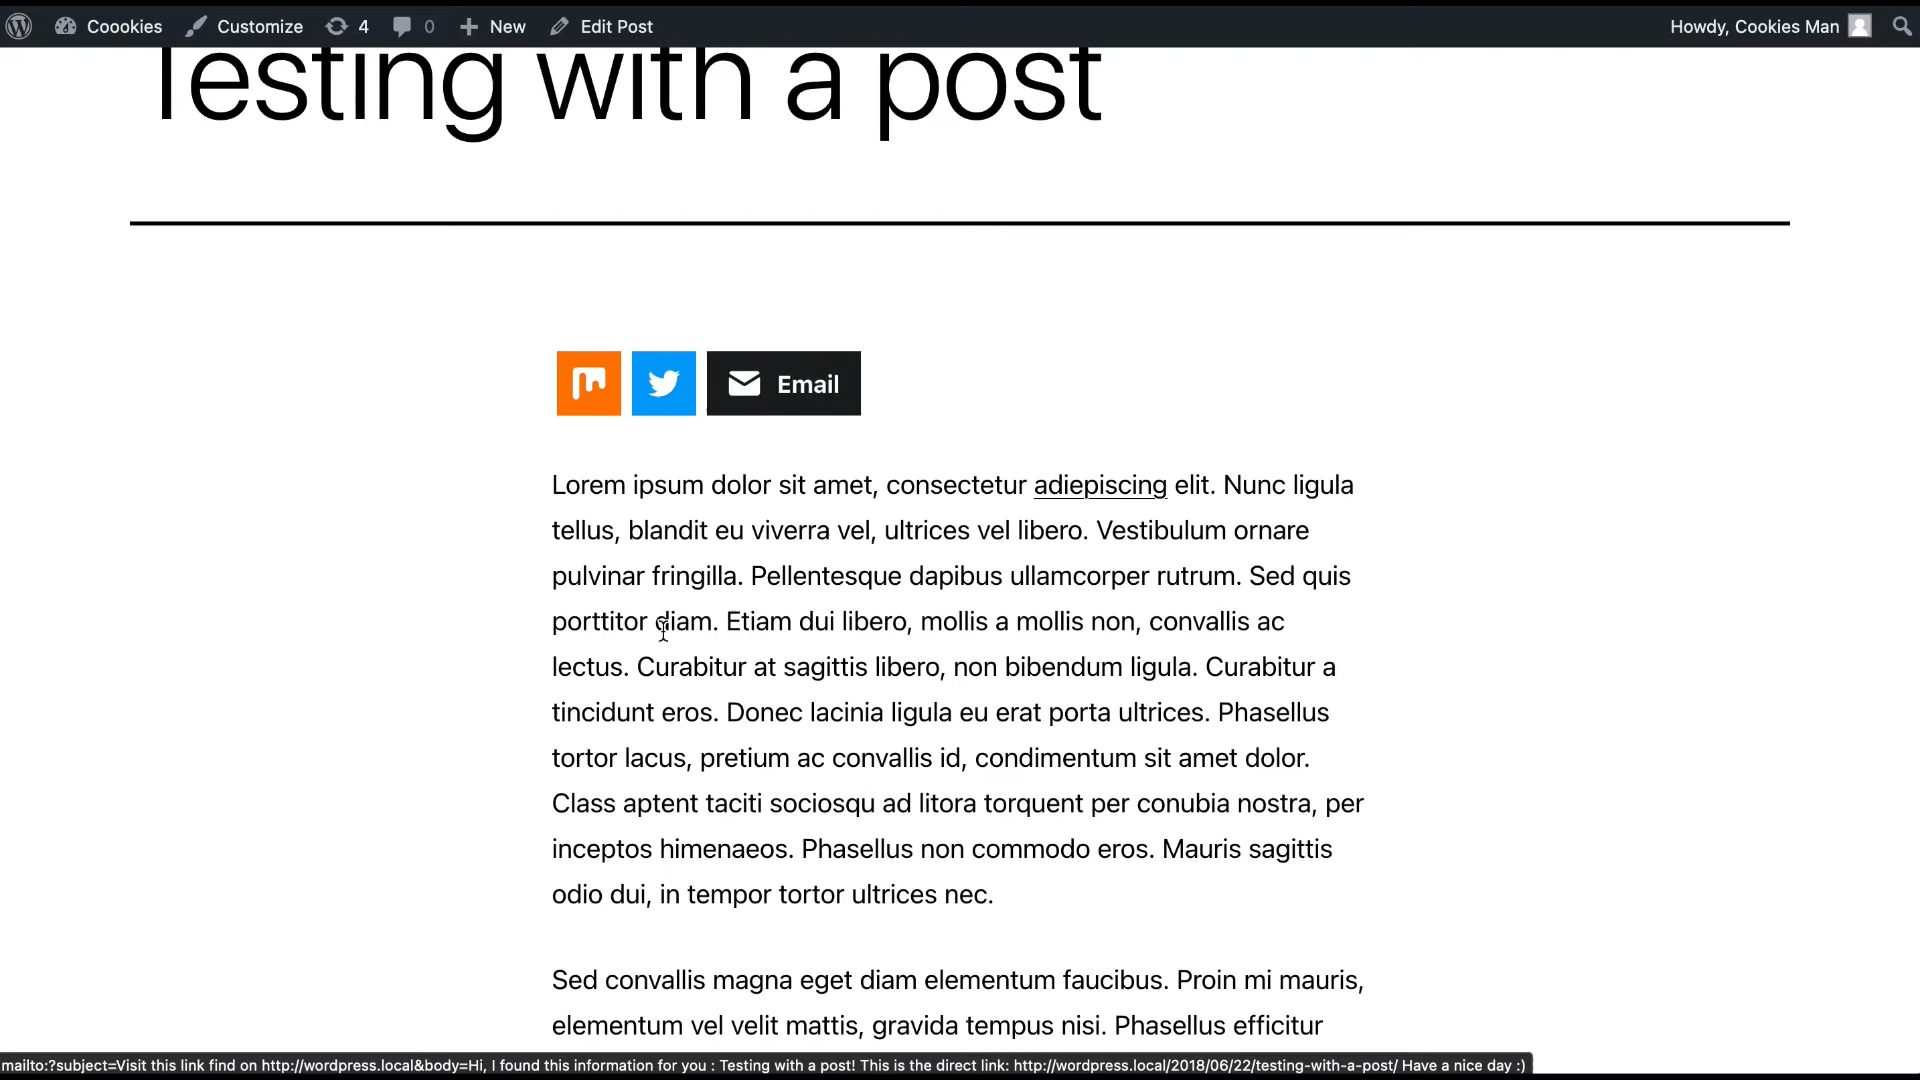 Coookies Customize 4 0 New Edit Post Howdy, Cookies Man
Testing with a post
Email
Lorem ipsum dolor sit amet, consectetur adiepiscing elit. Nunc ligula
tellus, blandit eu viverra vel, ultrices vel libero. Vestibulum ornare
pulvinar fringilla. Pellentesque dapibus ullamcorper rutrum. Sed quis
porttitor diam. Etiam dui libero, mollis a mollis non, convallis ac
lectus. Curabitur at sagittis libero, non bibendum ligula. Curabitur a
tincidunt eros. Donec lacinia ligula eu erat porta ultrices. Phasellus
tortor lacus, pretium ac convallis id, condimentum sit amet dolor.
Class aptent taciti sociosqu ad litora torquent per conubia nostra, per
inceptos himenaeos. Phasellus non commodo eros. Mauris sagittis
odio dui, in tempor tortor ultrices nec.
Sed convallis magna eget diam elementum faucibus. Proin mi mauris,
elementum vel velit mattis, gravida tempus nisi. Phasellus efficitur
mailto:?subject=Visit this link find on http://wordpress.local&body=Hi, I found this information for you : Testing with a post! This is the direct link: http://wordpress.local/2018/06/22/testing-with-a-post/ Have a nice day :)